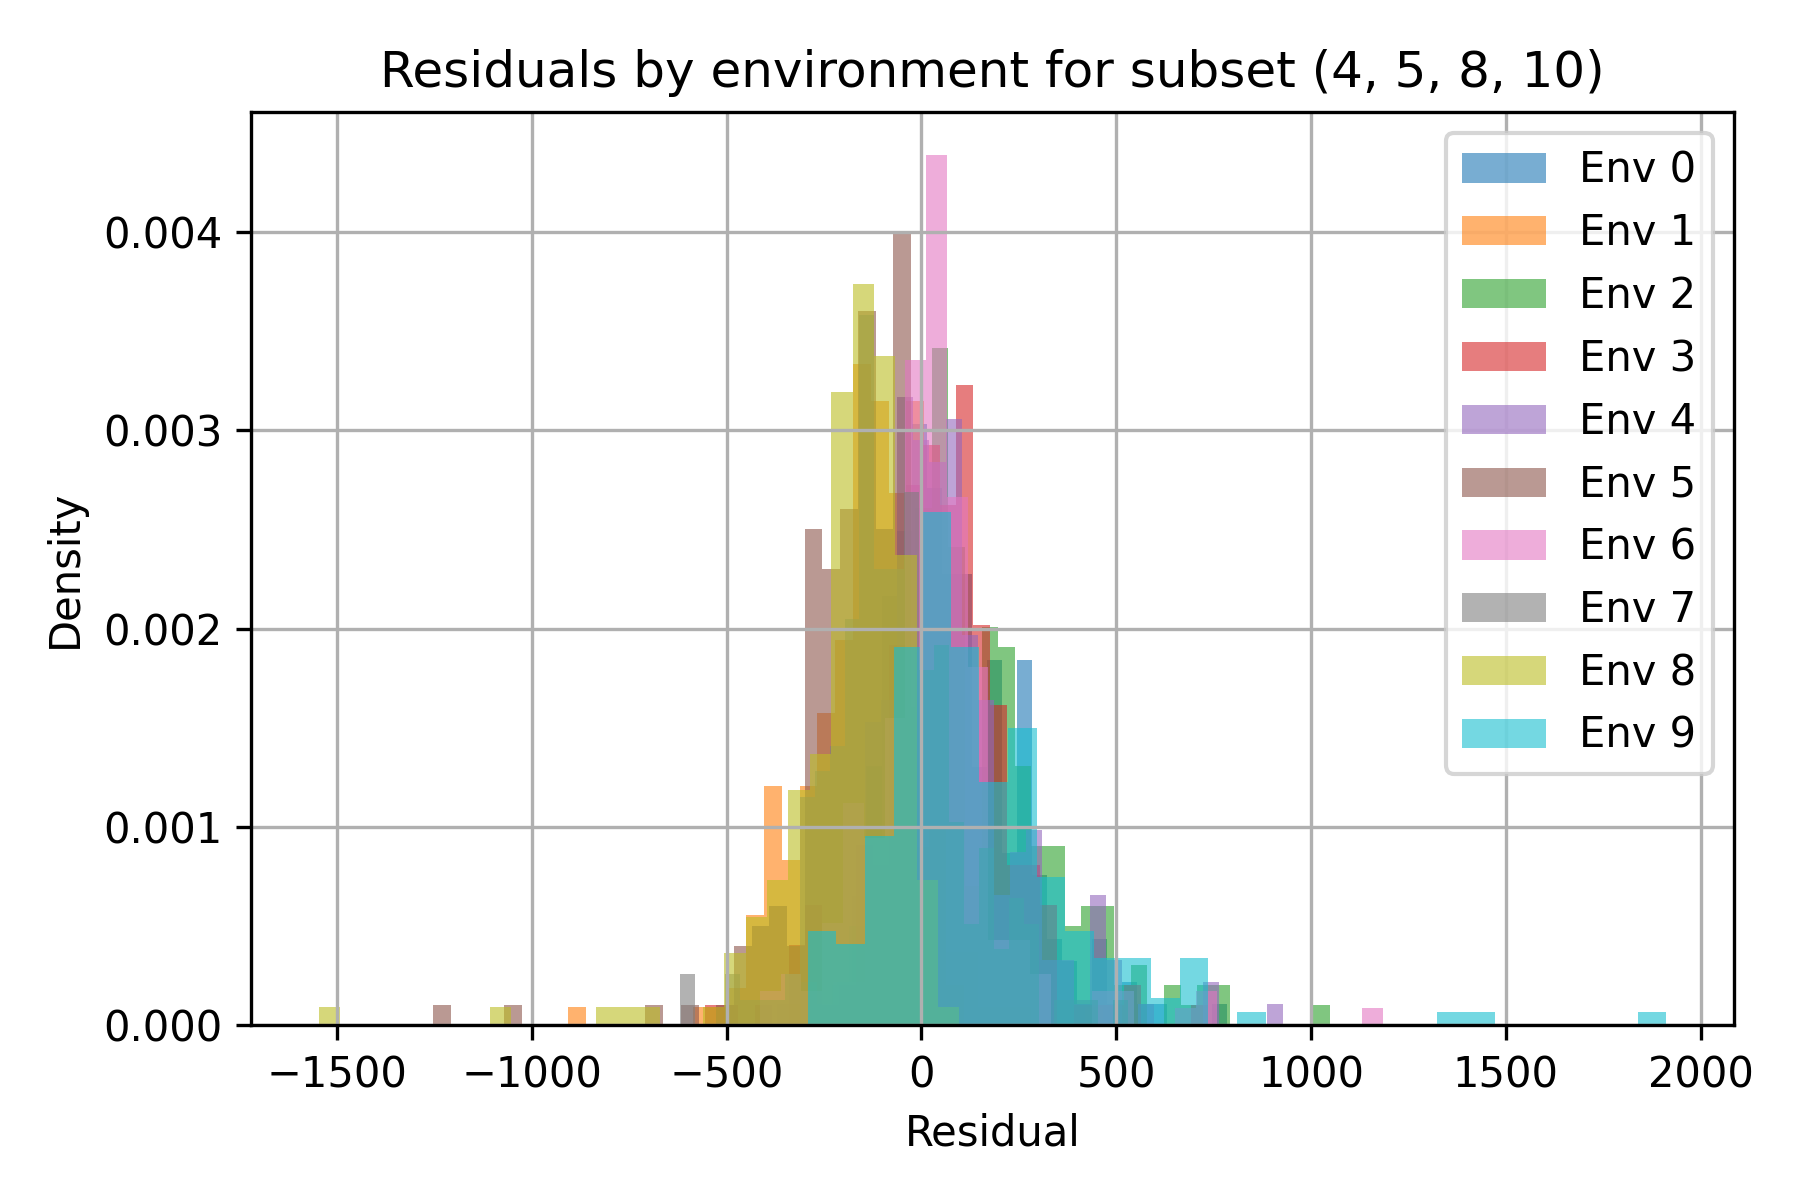 Residuals by environment for subset (4, 5, 8, 10)
Env 0
Env 1
Env 2
Env 3
Env 4
Env 5
Env 6
Env 7
Env 8
Env 9
Density
0.004
0.003
0.002
0.001
0.000
−1500 −1000 −500 0 500 1000 1500 2000
Residual